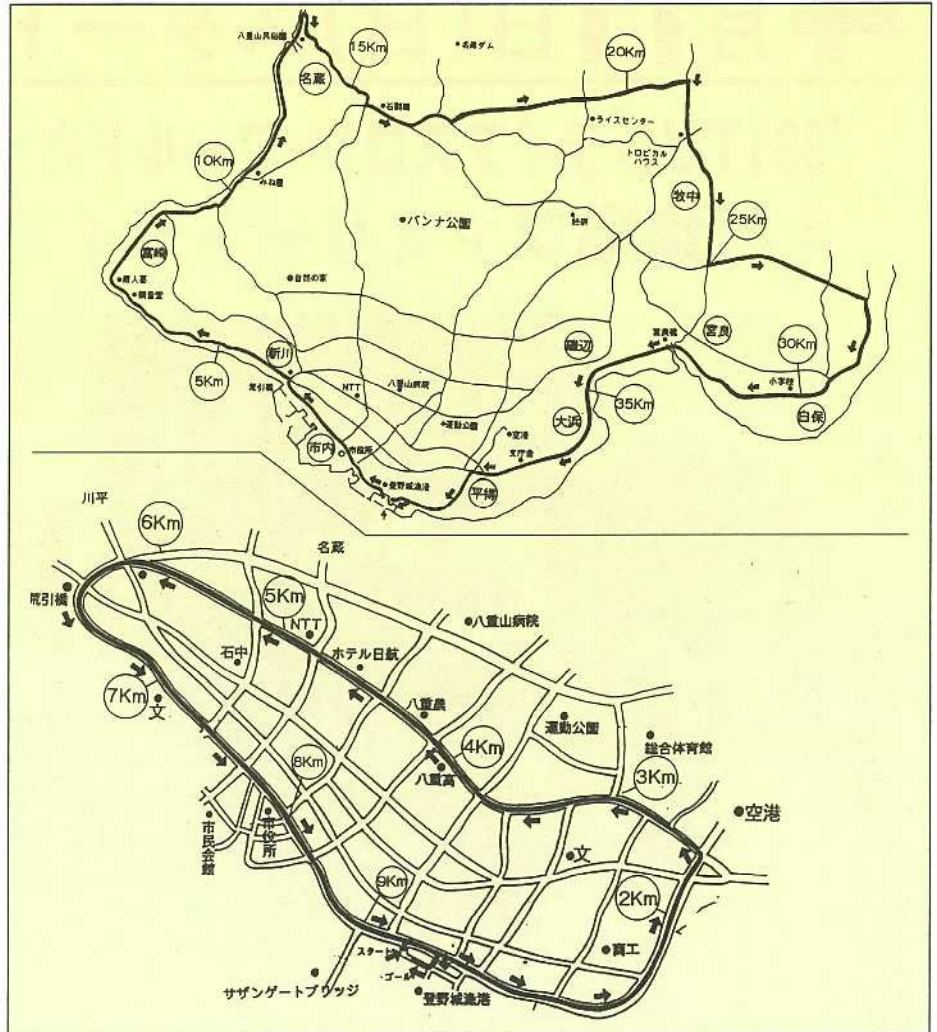 八重山民俗園
名蔵
15Km
名蔵ダム
20Km
石割橋
ライスセンター
トロピカル
ハウス
10Km
みね屋
バンナ公園
牧中
25Km
富崎
唐人墓
観音堂
自然の家
新川
5Km
荒引橋
NTT
八重山病院
磯辺
宮良橋
宮良
30Km
小学校
白保
35Km
大浜
運動公園
空港
支庁舎
市内
市役所
登野城漁港
平得
川平
6Km
名蔵
荒引橋
5Km
NTT
八重山病院
石中
ホテル日航
7Km
文
八重農
運動公園
総合体育館
4Km
八重高
3Km
空港
8Km
市役所
市民会館
文
2Km
9Km
商工
スタート
ゴール
サザンゲートブリッジ
登野城漁港